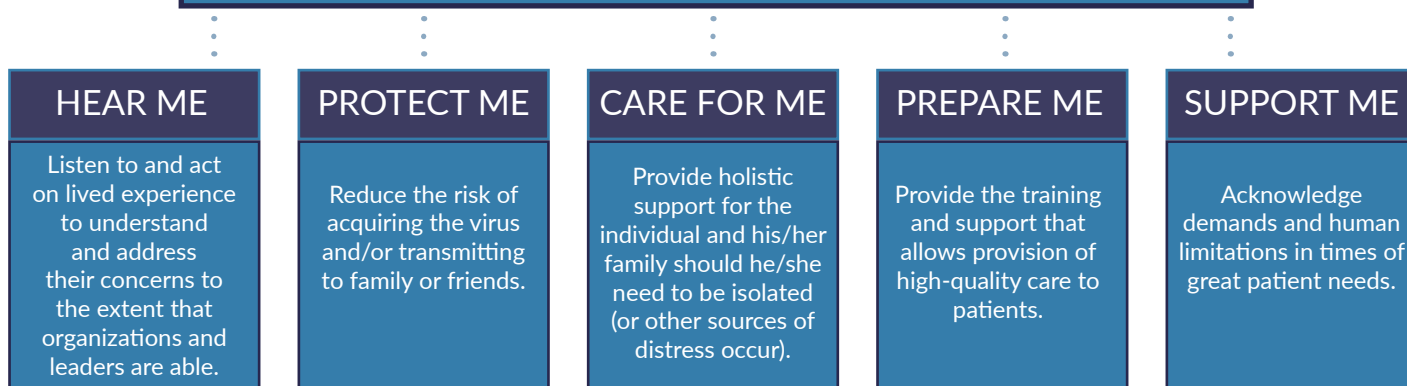 HEAR ME
Listen to and act
on lived experience
to understand
and address
their concerns to
the extent that
organizations and
leaders are able.
PROTECT ME
Reduce the risk of
acquiring the virus
and/or transmitting
to family or friends.
CARE FOR ME
Provide holistic
support for the
individual and his/her
family should he/she
need to be isolated
(or other sources of
distress occur).
PREPARE ME
Provide the training
and support that
allows provision of
high-quality care to
patients.
SUPPORT ME
Acknowledge
demands and human
limitations in times of
great patient needs.